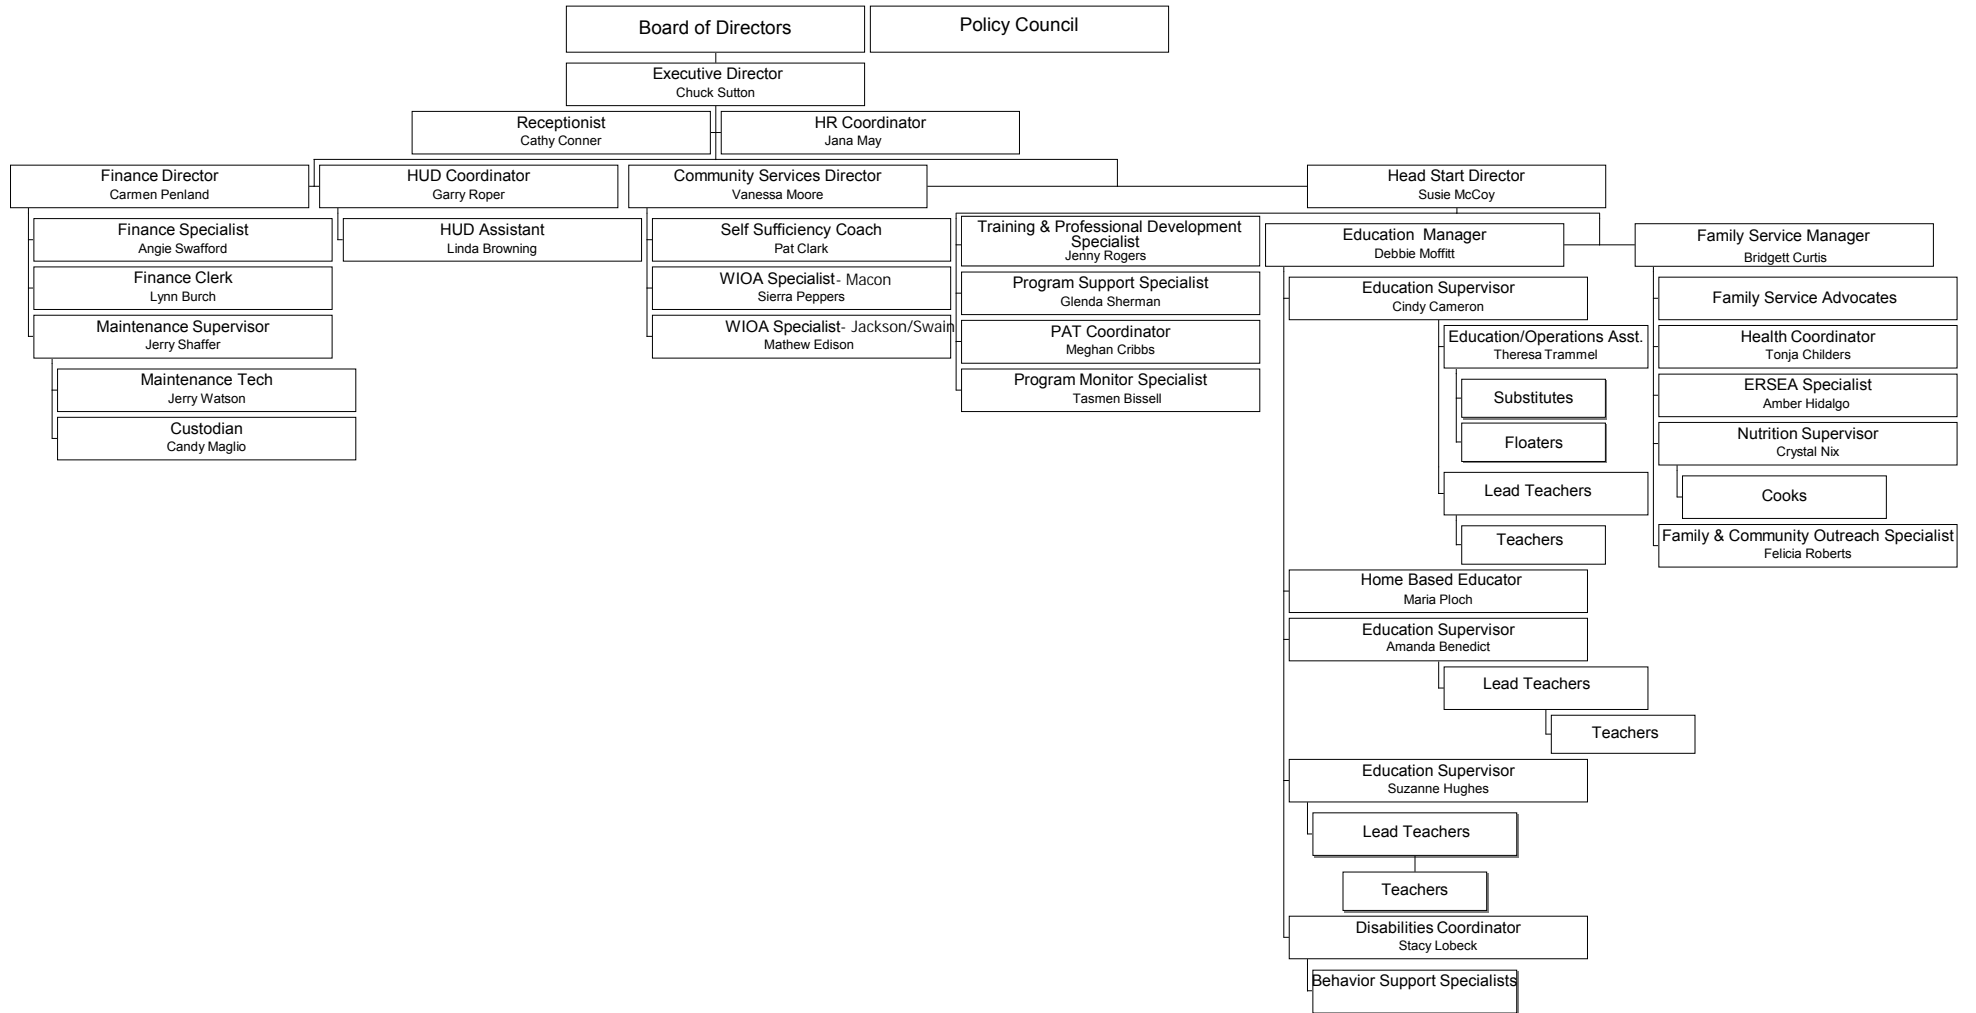 Board of Directors
Policy Council
Executive Director
Chuck Sutton
Receptionist
Cathy Conner
HR Coordinator
Jana May
Finance Director
Carmen Penland
HUD Coordinator
Garry Roper
Community Services Director
Vanessa Moore
Head Start Director
Susie McCoy
Finance Specialist
Angie Swafford
Finance Clerk
Lynn Burch
Maintenance Supervisor
Jerry Shaffer
Maintenance Tech
Jerry Watson
Custodian
Candy Maglio
HUD Assistant
Linda Browning
Self Sufficiency Coach
Pat Clark
WIOA Specialist- Macon
Sierra Peppers
WIOA Specialist- Jackson/Swain
Mathew Edison
Training & Professional Development
Specialist
Jenny Rogers
Program Support Specialist
Glenda Sherman
PAT Coordinator
Meghan Cribbs
Program Monitor Specialist
Tasmen Bissell
Education Manager
Debbie Moffitt
Education Supervisor
Cindy Cameron
Education/Operations Asst.
Theresa Trammel
Substitutes
Floaters
Lead Teachers
Teachers
Home Based Educator
Maria Ploch
Education Supervisor
Amanda Benedict
Lead Teachers
Teachers
Education Supervisor
Suzanne Hughes
Lead Teachers
Teachers
Disabilities Coordinator
Stacy Lobeck
Behavior Support Specialists
Family Service Manager
Bridgett Curtis
Family Service Advocates
Health Coordinator
Tonja Childers
ERSEA Specialist
Amber Hidalgo
Nutrition Supervisor
Crystal Nix
Cooks
Family & Community Outreach Specialist
Felicia Roberts